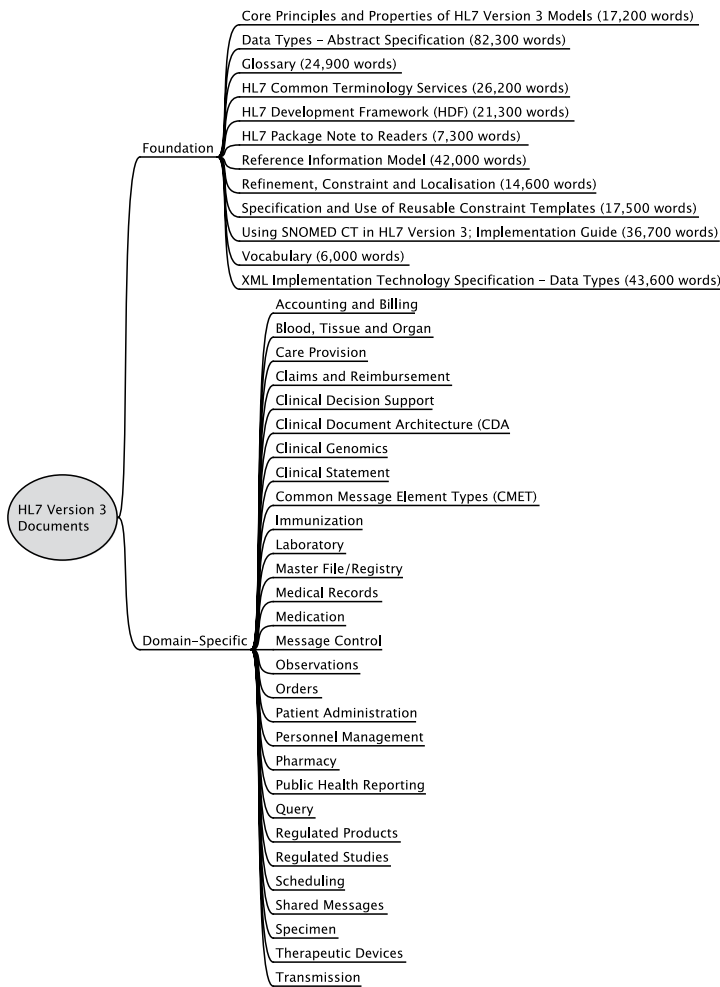 Core Principles and Properties of HL7 Version 3 Models (17,200 words)
Data Types – Abstract Specification (82,300 words)
Glossary (24,900 words)
HL7 Common Terminology Services (26,200 words)
HL7 Development Framework (HDF) (21,300 words)
HL7 Package Note to Readers (7,300 words)
Foundation
Reference Information Model (42,000 words)
Refinement, Constraint and Localisation (14,600 words)
Specification and Use of Reusable Constraint Templates (17,500 words)
Using SNOMED CT in HL7 Version 3; Implementation Guide (36,700 words)
Vocabulary (6,000 words)
XML Implementation Technology Specification – Data Types (43,600 words)
Accounting and Billing
Blood, Tissue and Organ
Care Provision
Claims and Reimbursement
Clinical Decision Support
Clinical Document Architecture (CDA
Clinical Genomics
Clinical Statement
Common Message Element Types (CMET)
HL7 Version 3
Documents
Immunization
Laboratory
Master File/Registry
Medical Records
Medication
Domain–Specific
Message Control
Observations
Orders
Patient Administration
Personnel Management
Pharmacy
Public Health Reporting
Query
Regulated Products
Regulated Studies
Scheduling
Shared Messages
Specimen
Therapeutic Devices
Transmission